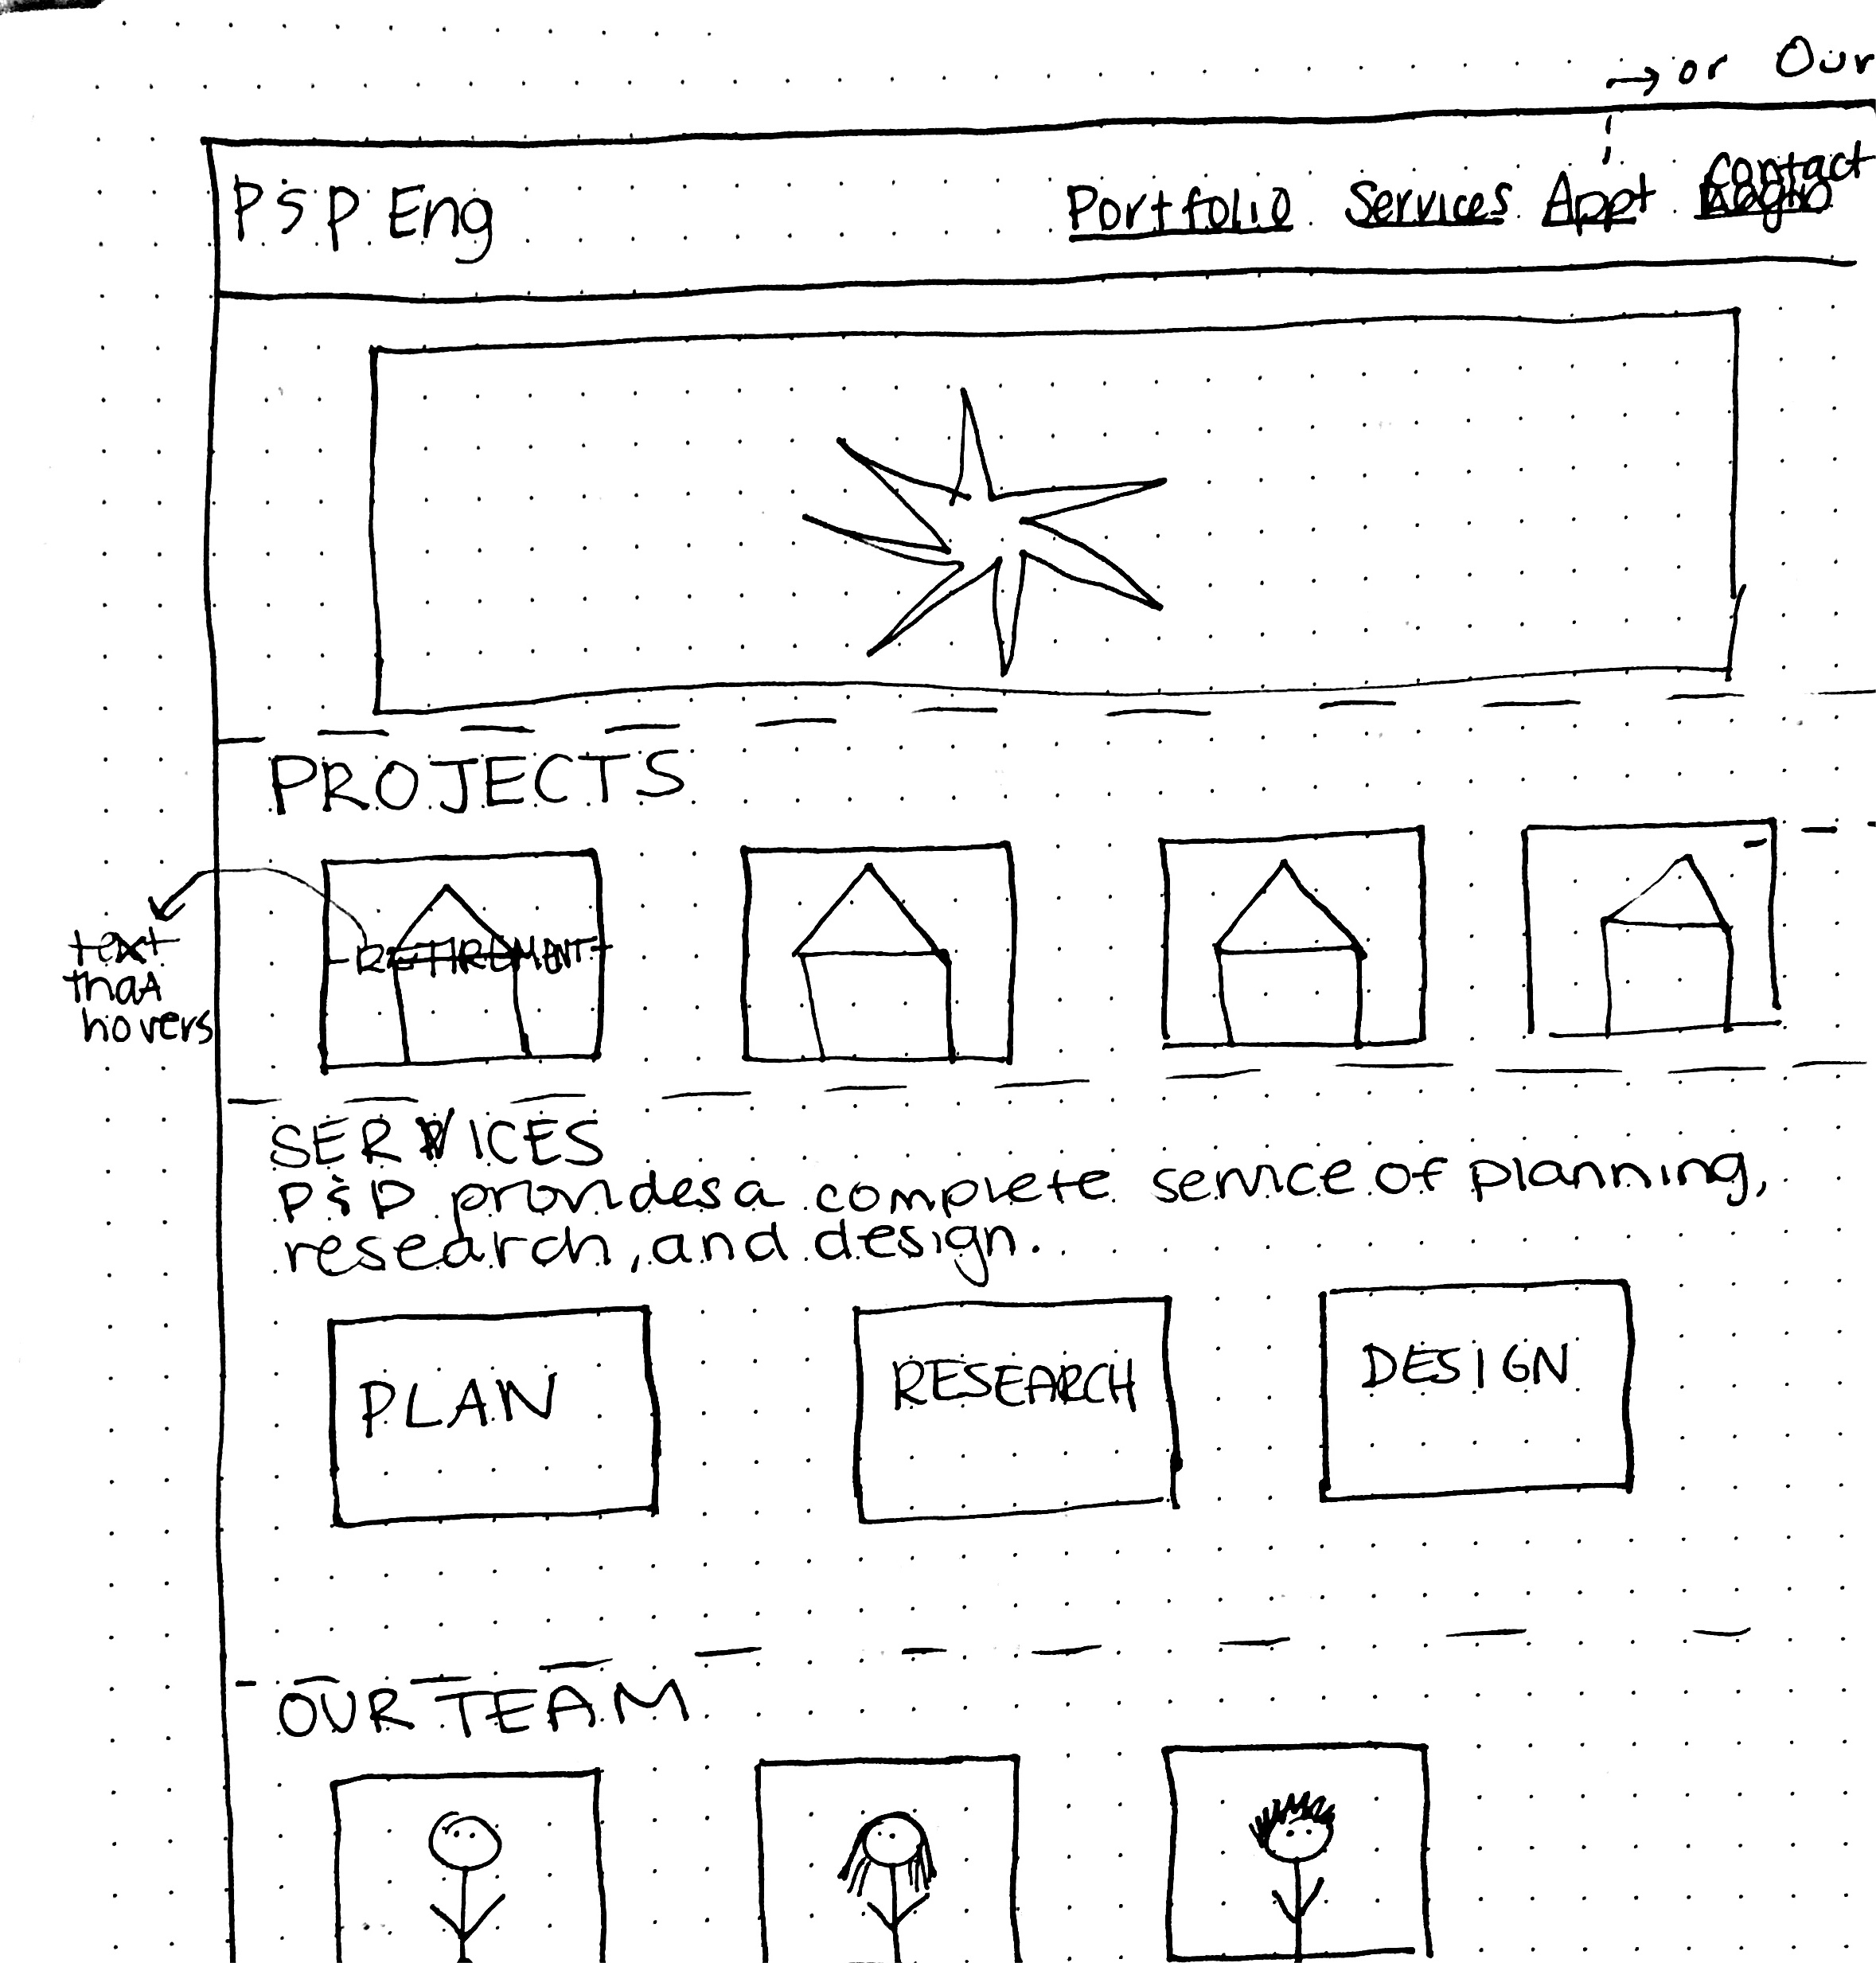 → or Our
PSP Eng Portfolio Services Appt Contact
PROJECTS
RETIREMENT
text
that
hovers
SERVICES
PSP provides a complete service of planning,
research, and design.
PLAN RESEARCH DESIGN
OUR TEAM